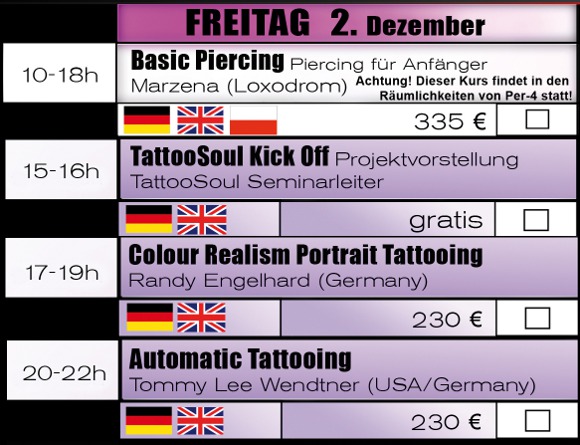 FREITAG 2. Dezember
10-18h
Basic Piercing Piercing für Anfänger
Marzena (Loxodrom) Achtung! Dieser Kurs findet in den
Räumlichkeiten von Per-4 statt!
335 €
15-16h
TattooSoul Kick Off Projektvorstellung
TattooSoul Seminarleiter
gratis
17-19h
Colour Realism Portrait Tattooing
Randy Engelhard (Germany)
230 €
20-22h
Automatic Tattooing
Tommy Lee Wendtner (USA/Germany)
230 €